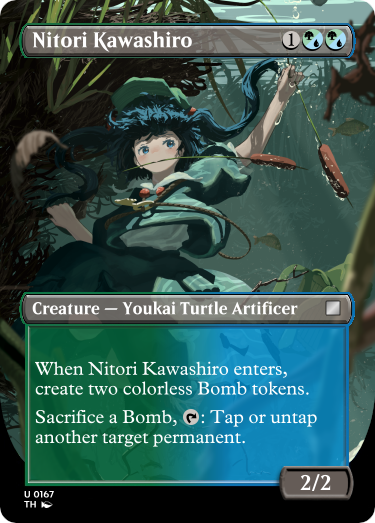 Nitori Kawashiro 1
Creature — Youkai Turtle Artificer
When Nitori Kawashiro enters,
create two colorless Bomb tokens.
Sacrifice a Bomb, : Tap or untap
another target permanent.
2/2
U 0167
TH